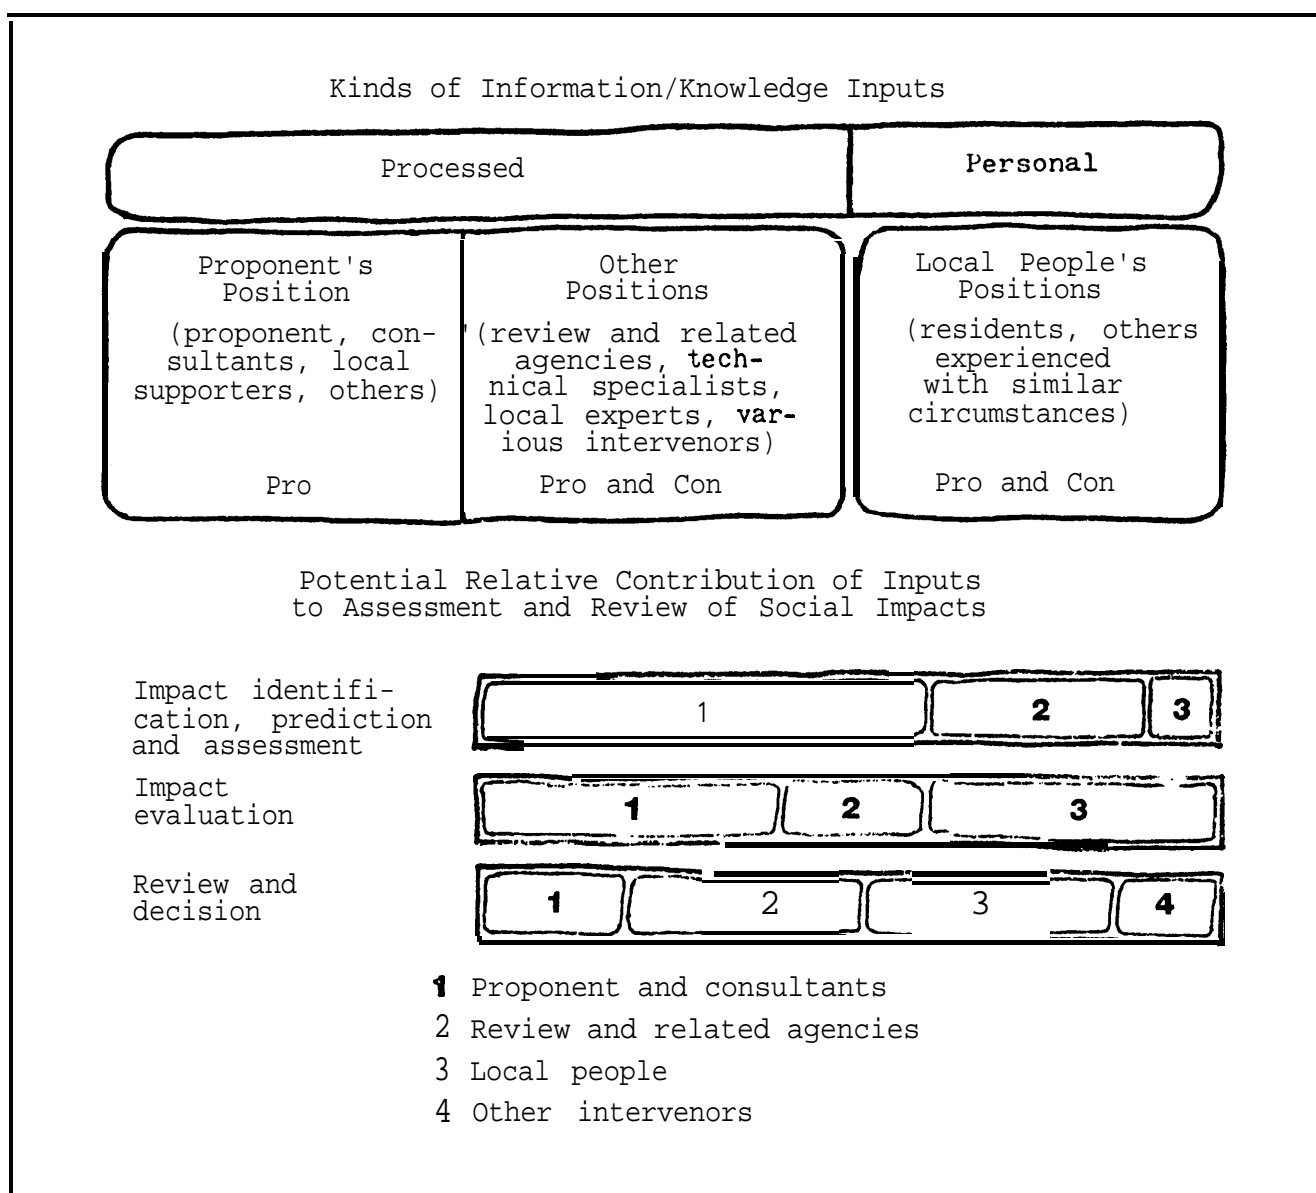 Kinds of Information/Knowledge Inputs
Processed
Personal
Proponent's
Position
(proponent, con-
sultants, local
supporters, others)
Pro
Other
Positions
(review and related
agencies, tech-
nical specialists,
local experts, var-
ious intervenors)
Pro and Con
Local People's
Positions
(residents, others
experienced
with similar
circumstances)
Pro and Con
Potential Relative Contribution of Inputs
to Assessment and Review of Social Impacts
Impact identifi-
cation, prediction
and assessment
1 2 3
Impact
evaluation
1 2 3
Review and
decision
1 2 3 4
1 Proponent and consultants
2 Review and related agencies
3 Local people
4 Other intervenors